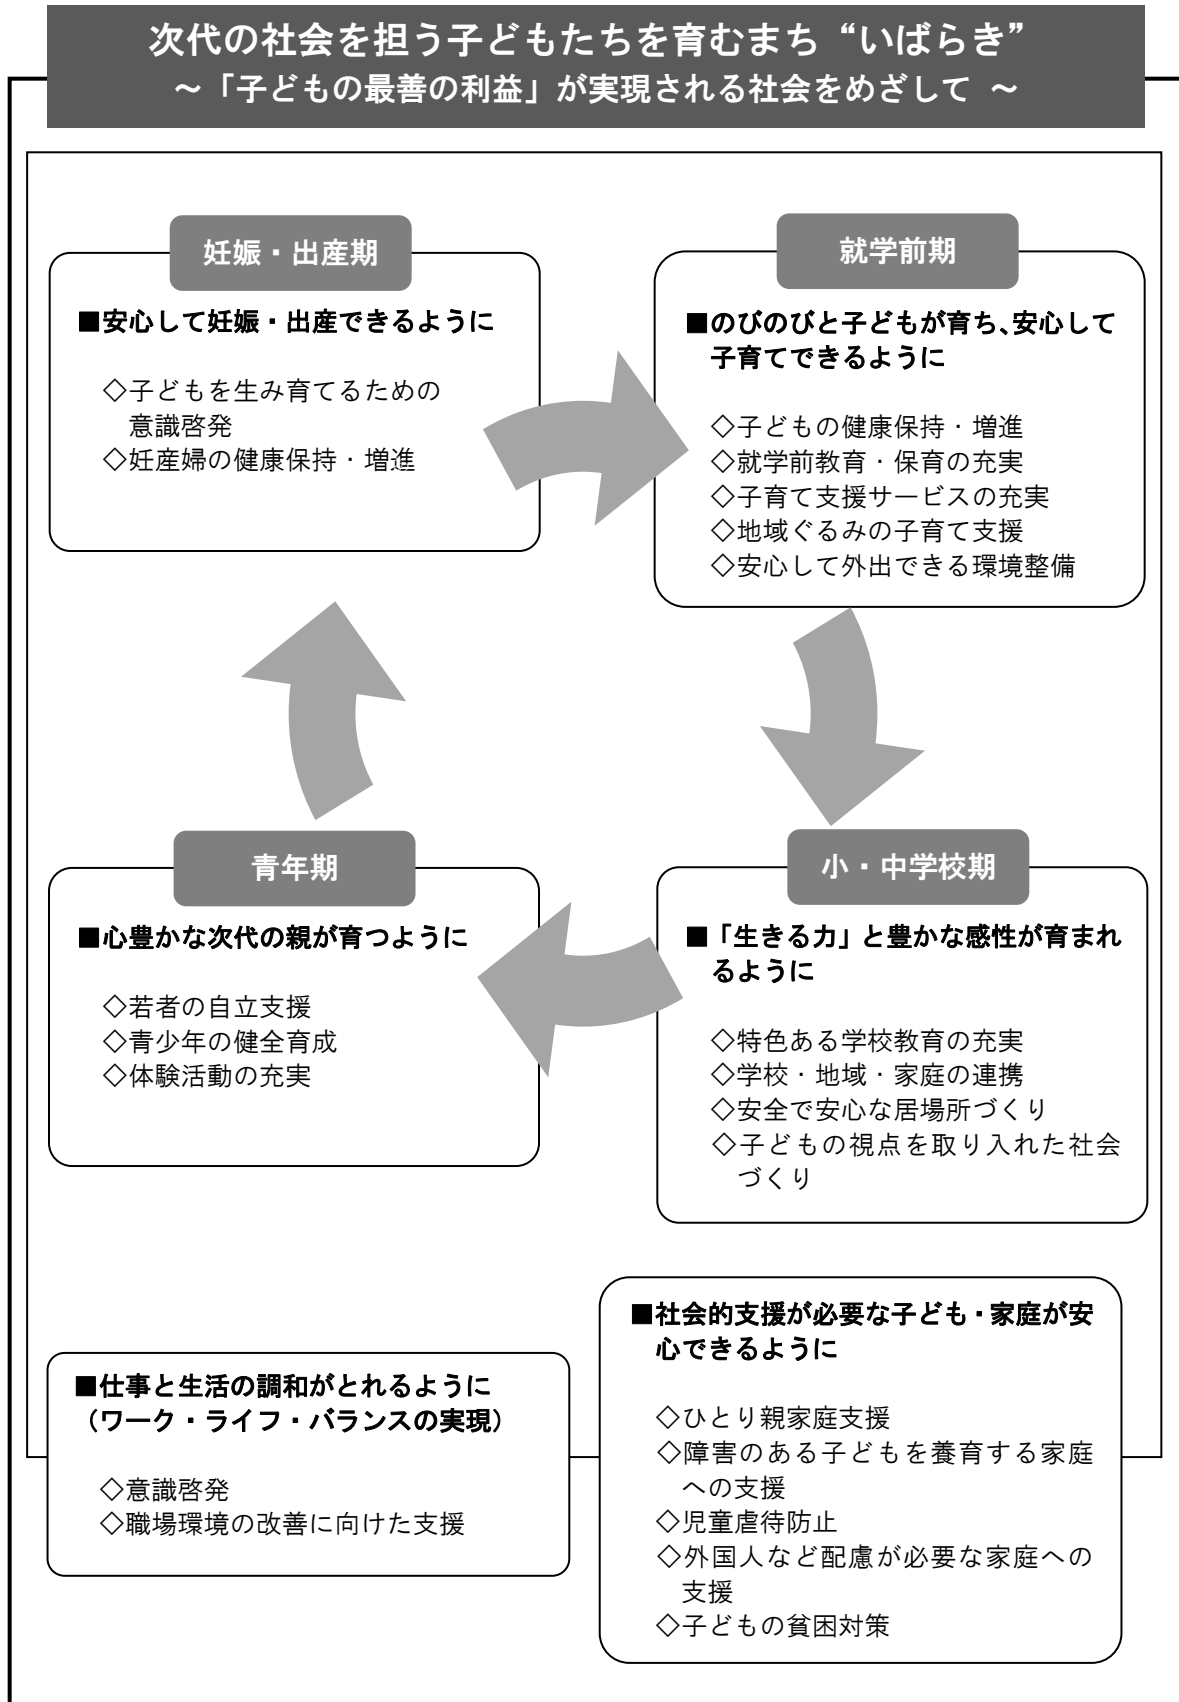 次代の社会を担う子どもたちを育むまち “いばらき”
～「子どもの最善の利益」が実現される社会をめざして ～
妊娠・出産期
■安心して妊娠・出産できるように
◇子どもを生み育てるための
意識啓発
◇妊産婦の健康保持・増進
就学前期
■のびのびと子どもが育ち、安心して
子育てできるように
◇子どもの健康保持・増進
◇就学前教育・保育の充実
◇子育て支援サービスの充実
◇地域ぐるみの子育て支援
◇安心して外出できる環境整備
青年期
■心豊かな次代の親が育つように
◇若者の自立支援
◇青少年の健全育成
◇体験活動の充実
小・中学校期
■「生きる力」と豊かな感性が育まれ
るように
◇特色ある学校教育の充実
◇学校・地域・家庭の連携
◇安全で安心な居場所づくり
◇子どもの視点を取り入れた社会
づくり
■仕事と生活の調和がとれるように
（ワーク・ライフ・バランスの実現）
◇意識啓発
◇職場環境の改善に向けた支援
■社会的支援が必要な子ども・家庭が安
心できるように
◇ひとり親家庭支援
◇障害のある子どもを養育する家庭
への支援
◇児童虐待防止
◇外国人など配慮が必要な家庭への
支援
◇子どもの貧困対策